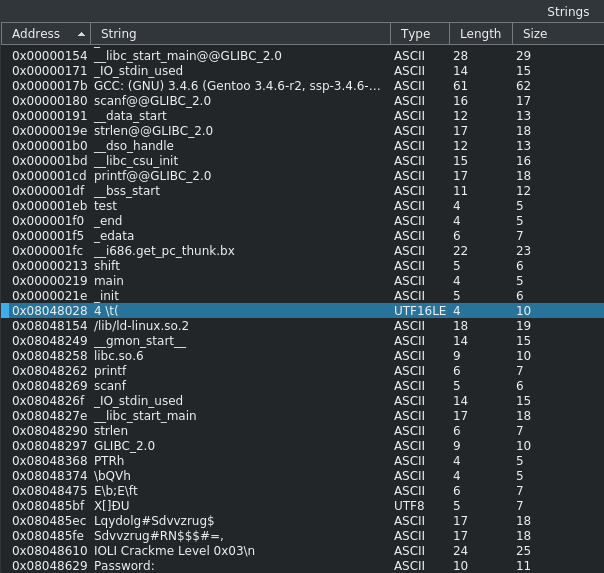 Strings
Address String Type Length Size
0x00000154 __libc_start_main@@GLIBC_2.0 ASCII 28 29
0x00000171 _IO_stdin_used ASCII 14 15
0x0000017b GCC: (GNU) 3.4.6 (Gentoo 3.4.6-r2, ssp-3.4.6-... ASCII 61 62
0x00000180 scanf@@GLIBC_2.0 ASCII 16 17
0x00000191 __data_start ASCII 12 13
0x0000019e strlen@@GLIBC_2.0 ASCII 17 18
0x000001b0 __dso_handle ASCII 12 13
0x000001bd __libc_csu_init ASCII 15 16
0x000001cd printf@@GLIBC_2.0 ASCII 17 18
0x000001df __bss_start ASCII 11 12
0x000001eb test ASCII 4 5
0x000001f0 _end ASCII 4 5
0x000001f5 _edata ASCII 6 7
0x000001fc __i686.get_pc_thunk.bx ASCII 22 23
0x00000213 shift ASCII 5 6
0x00000219 main ASCII 4 5
0x0000021e _init ASCII 5 6
0x08048028 4 \t( UTF16LE 4 10
0x08048154 /lib/ld-linux.so.2 ASCII 18 19
0x08048249 __gmon_start__ ASCII 14 15
0x08048258 libc.so.6 ASCII 9 10
0x08048262 printf ASCII 6 7
0x08048269 scanf ASCII 5 6
0x0804826f _IO_stdin_used ASCII 14 15
0x0804827e __libc_start_main ASCII 17 18
0x08048290 strlen ASCII 6 7
0x08048297 GLIBC_2.0 ASCII 9 10
0x08048368 PTRh ASCII 4 5
0x08048374 \bQVh ASCII 4 5
0x08048475 E\b;E\ft ASCII 6 7
0x080485bf X[]ÐU UTF8 5 7
0x080485ec Lqydolg#Sdvvzrug$ ASCII 17 18
0x080485fe Sdvvzrug#RN$$$#=, ASCII 17 18
0x08048610 IOLI Crackme Level 0x03\n ASCII 24 25
0x08048629 Password: ASCII 10 11